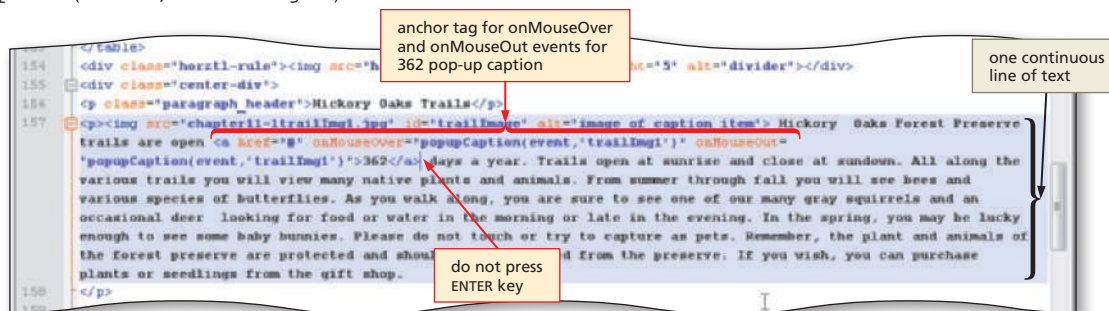 anchor tag for onMouseOver
and onMouseOut events for
362 pop-up caption
one continuous
line of text
</table>
154 <div class="horztl-rule"><img src="h ht="5" alt="divider"></div>
155 <div class="center-div">
156 <p class="paragraph_header">Hickory Oaks Trails</p>
157 <p><img src="chapter11-1trailImg1.jpg" id="trailImage" alt="image of caption item"> Hickory Oaks Forest Preserve
trails are open <a href="#" onMouseOver="popupCaption(event,'trailImg1')" onMouseOut=
"popupCaption(event,'trailImg1')">362</a> days a year. Trails open at sunrise and close at sundown. All along the
various trails you will view many native plants and animals. From summer through fall you will see bees and
various species of butterflies. As you walk along, you are sure to see one of our many gray squirrels and an
occasional deer looking for food or water in the morning or late in the evening. In the spring, you may be lucky
enough to see some baby bunnies. Please do not touch or try to capture as pets. Remember, the plant and animals of
the forest preserve are protected and shou d from the preserve. If you wish, you can purchase
plants or seedlings from the gift shop.
do not press
ENTER key
158 </p>